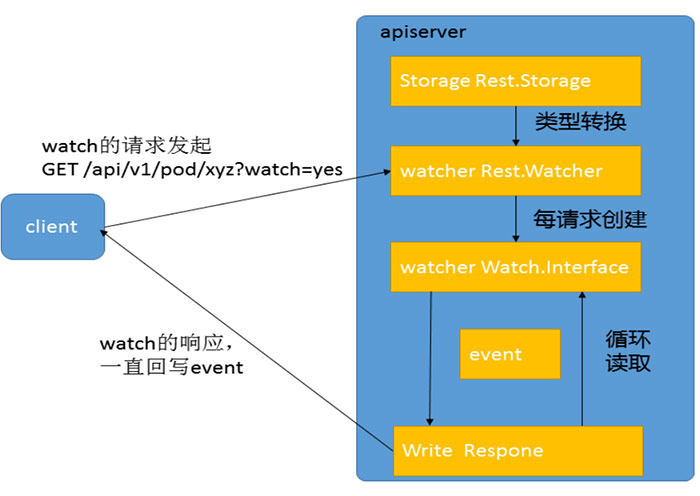 apiserver
Storage Rest.Storage
类型转换
watch的请求发起
GET /api/v1/pod/xyz?watch=yes
watcher Rest.Watcher
client
每请求创建
watcher Watch.Interface
watch的响应，
一直回写event
event
循环
读取
Write Respone